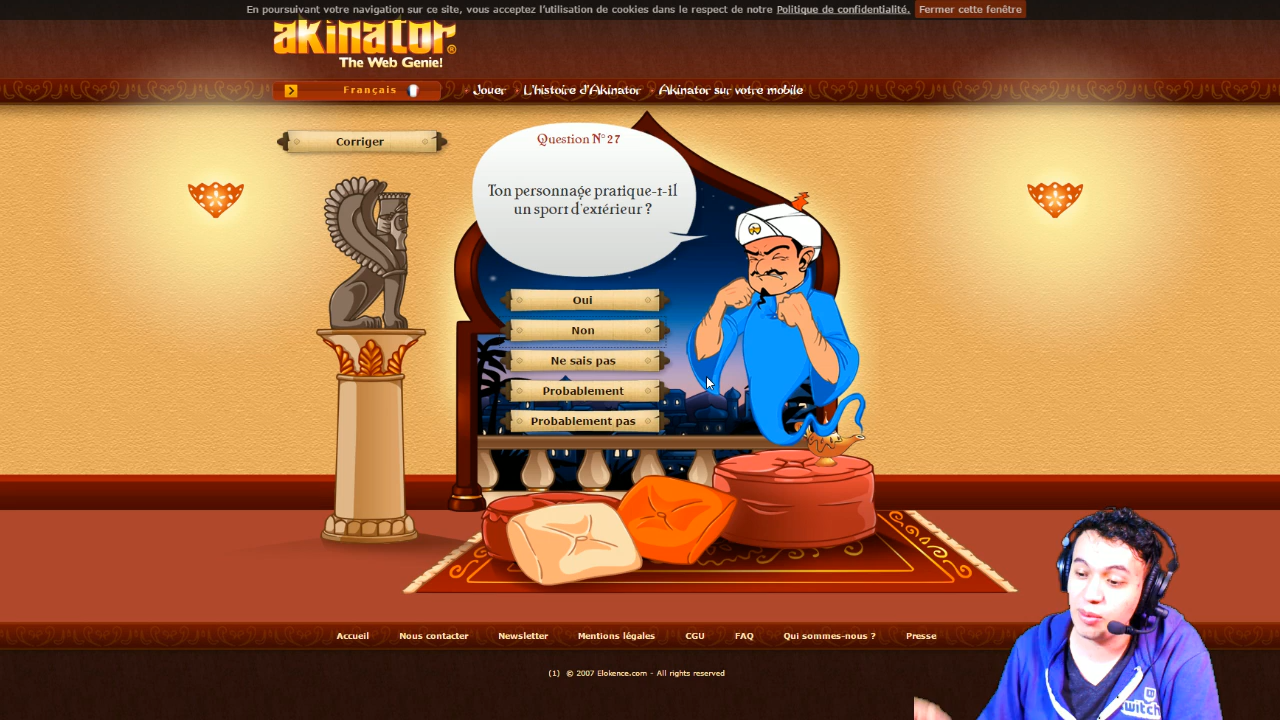 En poursuivant votre navigation sur ce site, vous acceptez l'utilisation de cookies dans le respect de notre Politique de confidentialité. Fermer cette fenêtre
akinator®
The Web Genie!
Français
Jouer
L'histoire d'Akinator
Akinator sur votre mobile
Corriger
Question N°27
Ton personnage pratique-t-il
un sport d'extérieur ?
Oui
Non
Ne sais pas
Probablement
Probablement pas
Accueil
Nous contacter
Newsletter
Mentions légales
CGU
FAQ
Qui sommes-nous ?
Presse
(1) © 2007 Elokence.com - All rights reserved
twitch